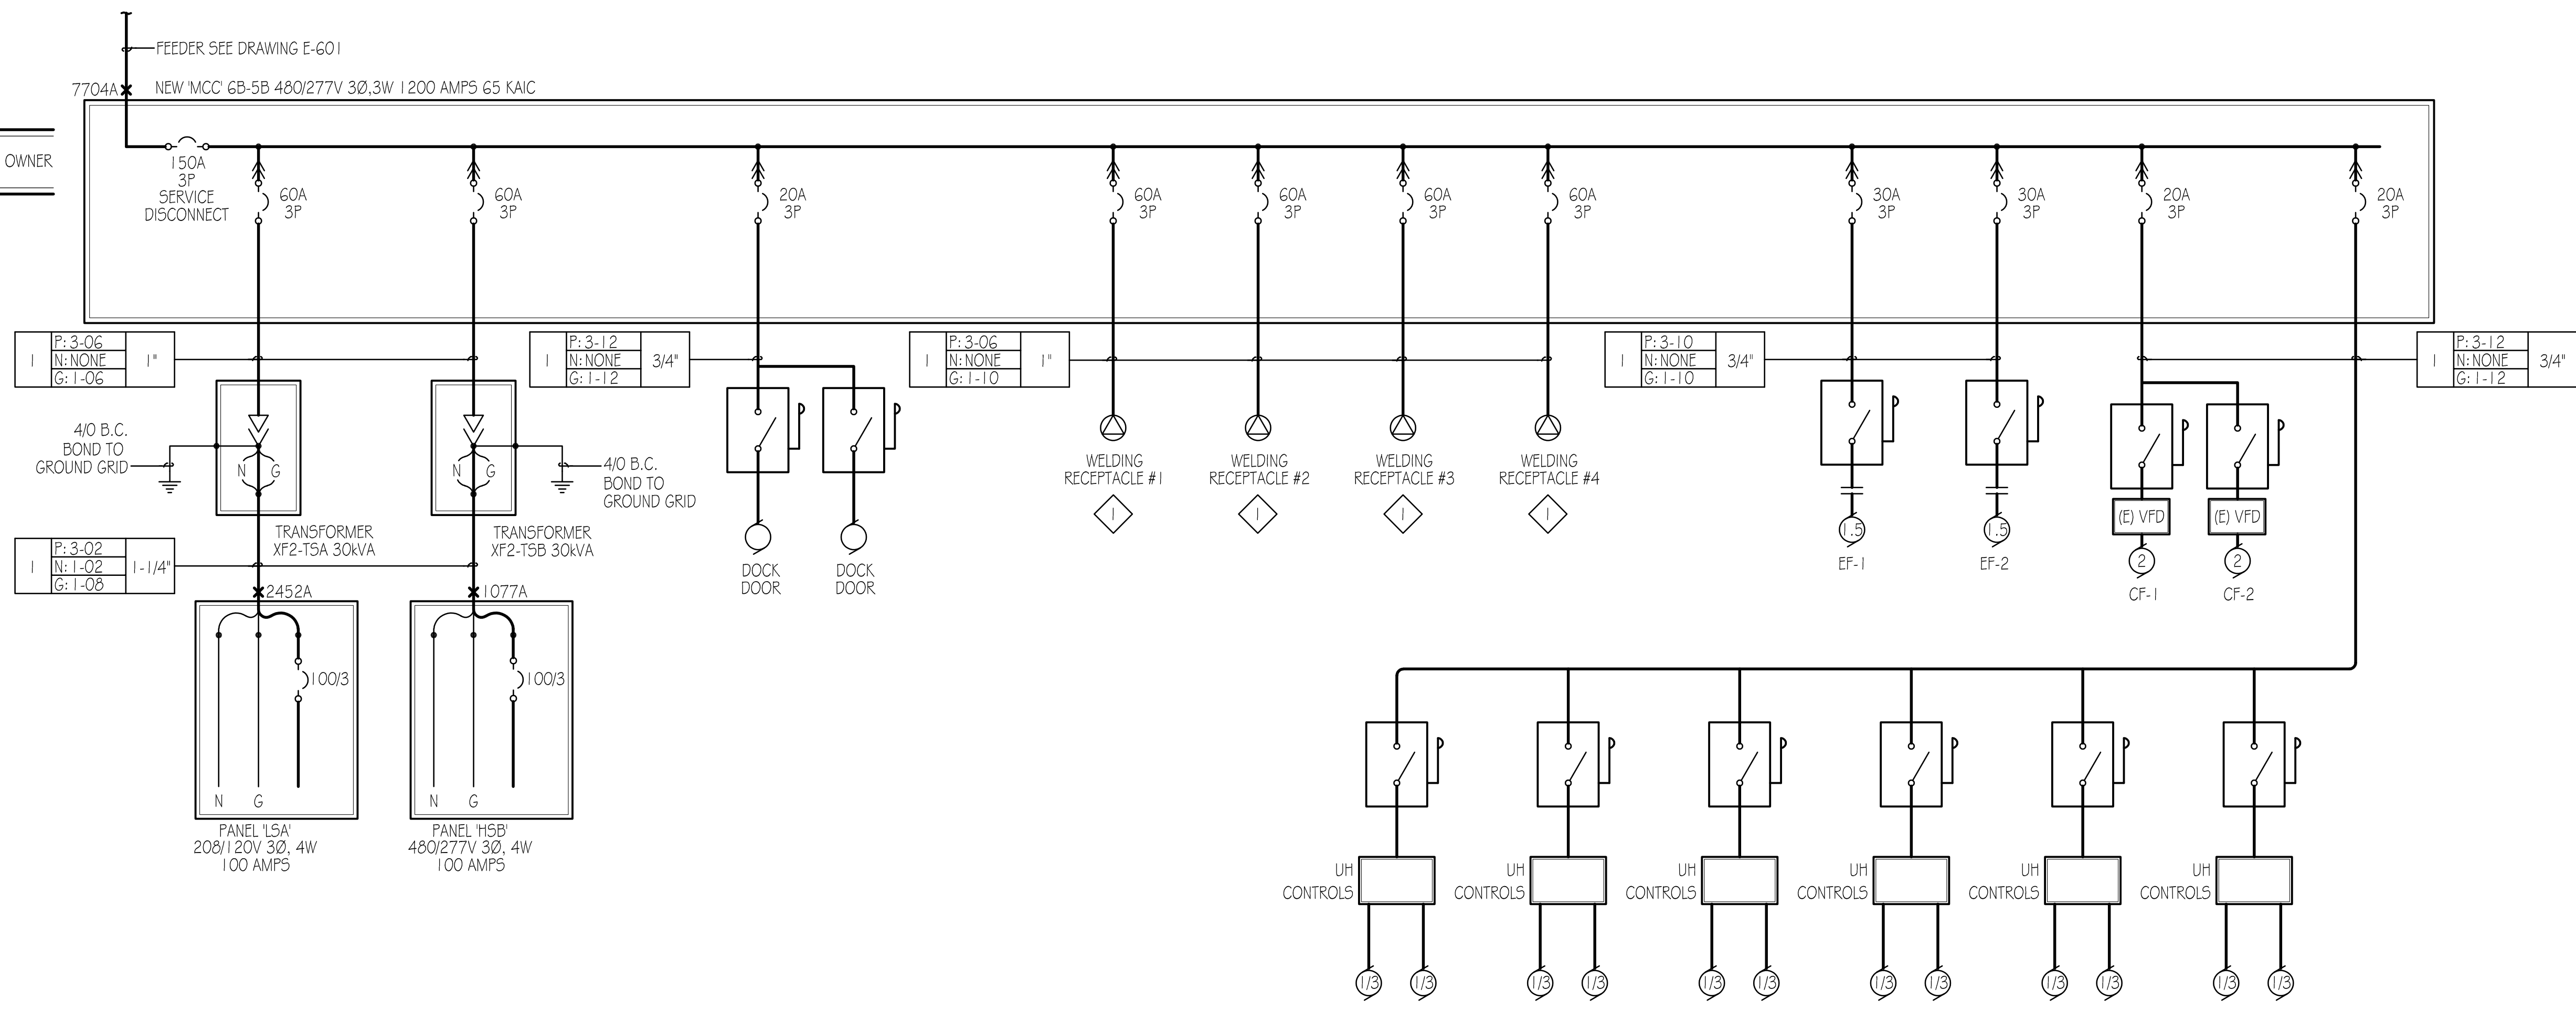 FEEDER SEE DRAWING E-601
7704A
NEW 'MCC' 6B-5B 480/277V 3Ø,3W 1200 AMPS 65 KAIC
OWNER
150A
3P
SERVICE
DISCONNECT
60A
3P
60A
3P
20A
3P
60A
3P
60A
3P
60A
3P
60A
3P
30A
3P
30A
3P
20A
3P
20A
3P
1
P: 3-06
N: NONE
G: 1-06
1"
1
P: 3-12
N: NONE
G: 1-12
3/4"
1
P: 3-06
N: NONE
G: 1-10
1"
1
P: 3-10
N: NONE
G: 1-10
3/4"
1
P: 3-12
N: NONE
G: 1-12
3/4"
4/0 B.C.
BOND TO
GROUND GRID
N G
N G
4/0 B.C.
BOND TO
GROUND GRID
TRANSFORMER
XF2-TSA 30kVA
TRANSFORMER
XF2-TSB 30kVA
DOCK
DOOR
DOCK
DOOR
WELDING
RECEPTACLE #1
1
WELDING
RECEPTACLE #2
1
WELDING
RECEPTACLE #3
1
WELDING
RECEPTACLE #4
1
1.5
EF-1
1.5
EF-2
(E) VFD
2
CF-1
(E) VFD
2
CF-2
1
P: 3-02
N: 1-02
G: 1-08
1-1/4"
2452A
1077A
100/3
100/3
N G
N G
PANEL 'LSA'
208/120V 3Ø, 4W
100 AMPS
PANEL 'HSB'
480/277V 3Ø, 4W
100 AMPS
UH
CONTROLS
UH
CONTROLS
UH
CONTROLS
UH
CONTROLS
UH
CONTROLS
UH
CONTROLS
1/3 1/3
1/3 1/3
1/3 1/3
1/3 1/3
1/3 1/3
1/3 1/3